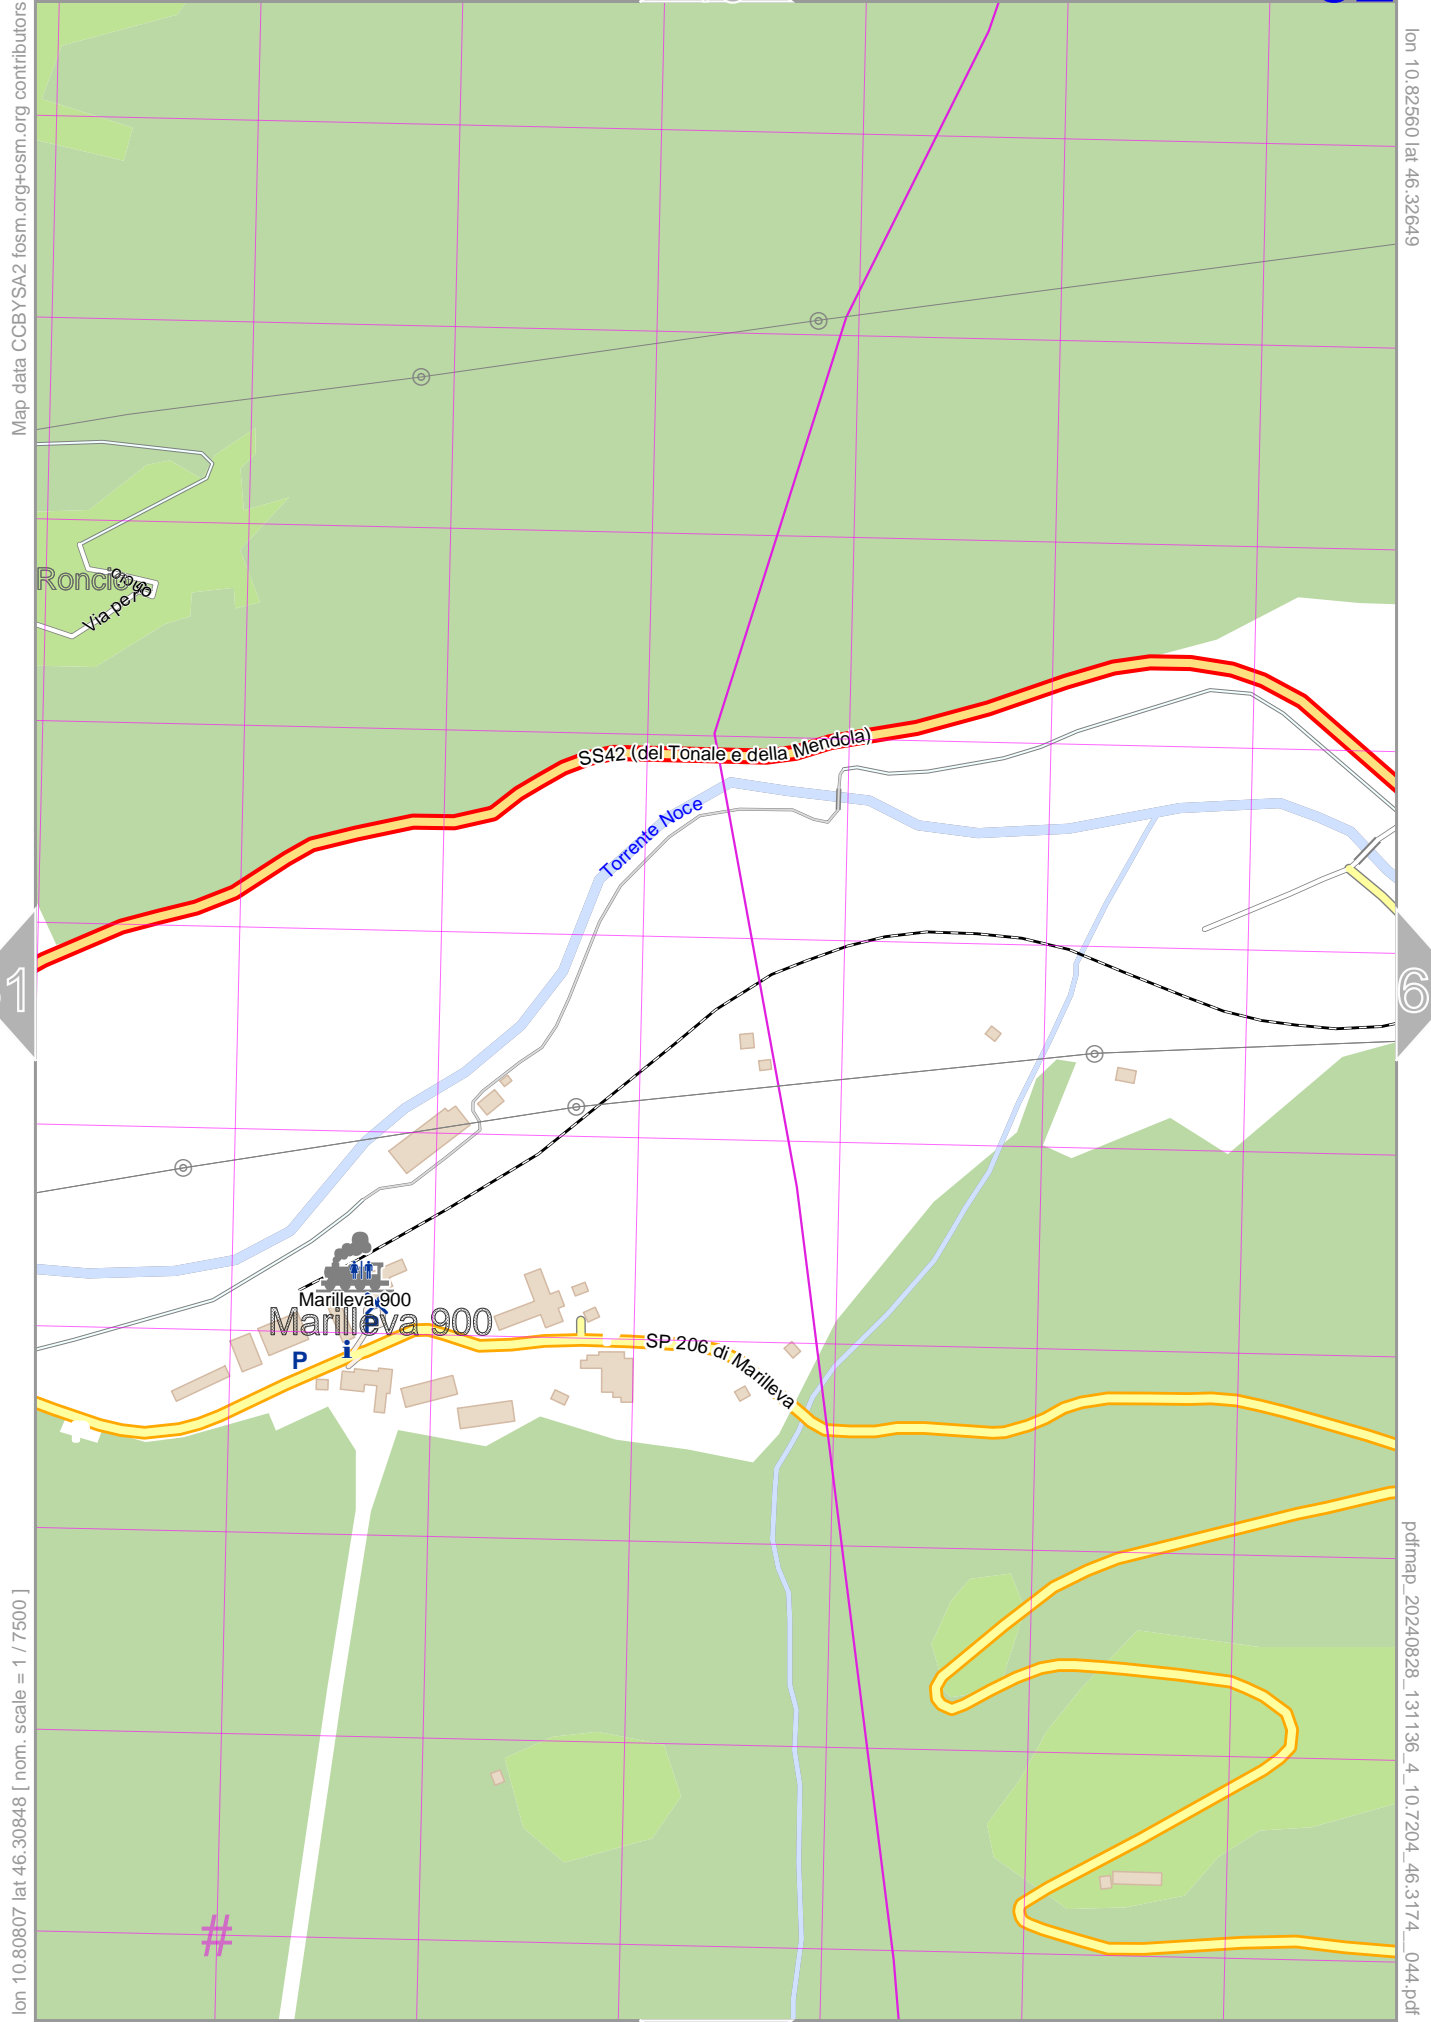 Map data CCBYSA2 fosm.org+osm.org contributors
lon 10.82560 lat 46.32649
Via per
SS42 (del Tonale e della Mendola)
Torrente Noce
1
6
Marilleva 900
Marilleva 900
P
P
i
SP 206 di Marilleva
#
lon 10.80807 lat 46.30848 [ nom. scale = 1 / 7500 ]
pdfmap_20240828_131136_4_10.7204_46.3174__044.pdf